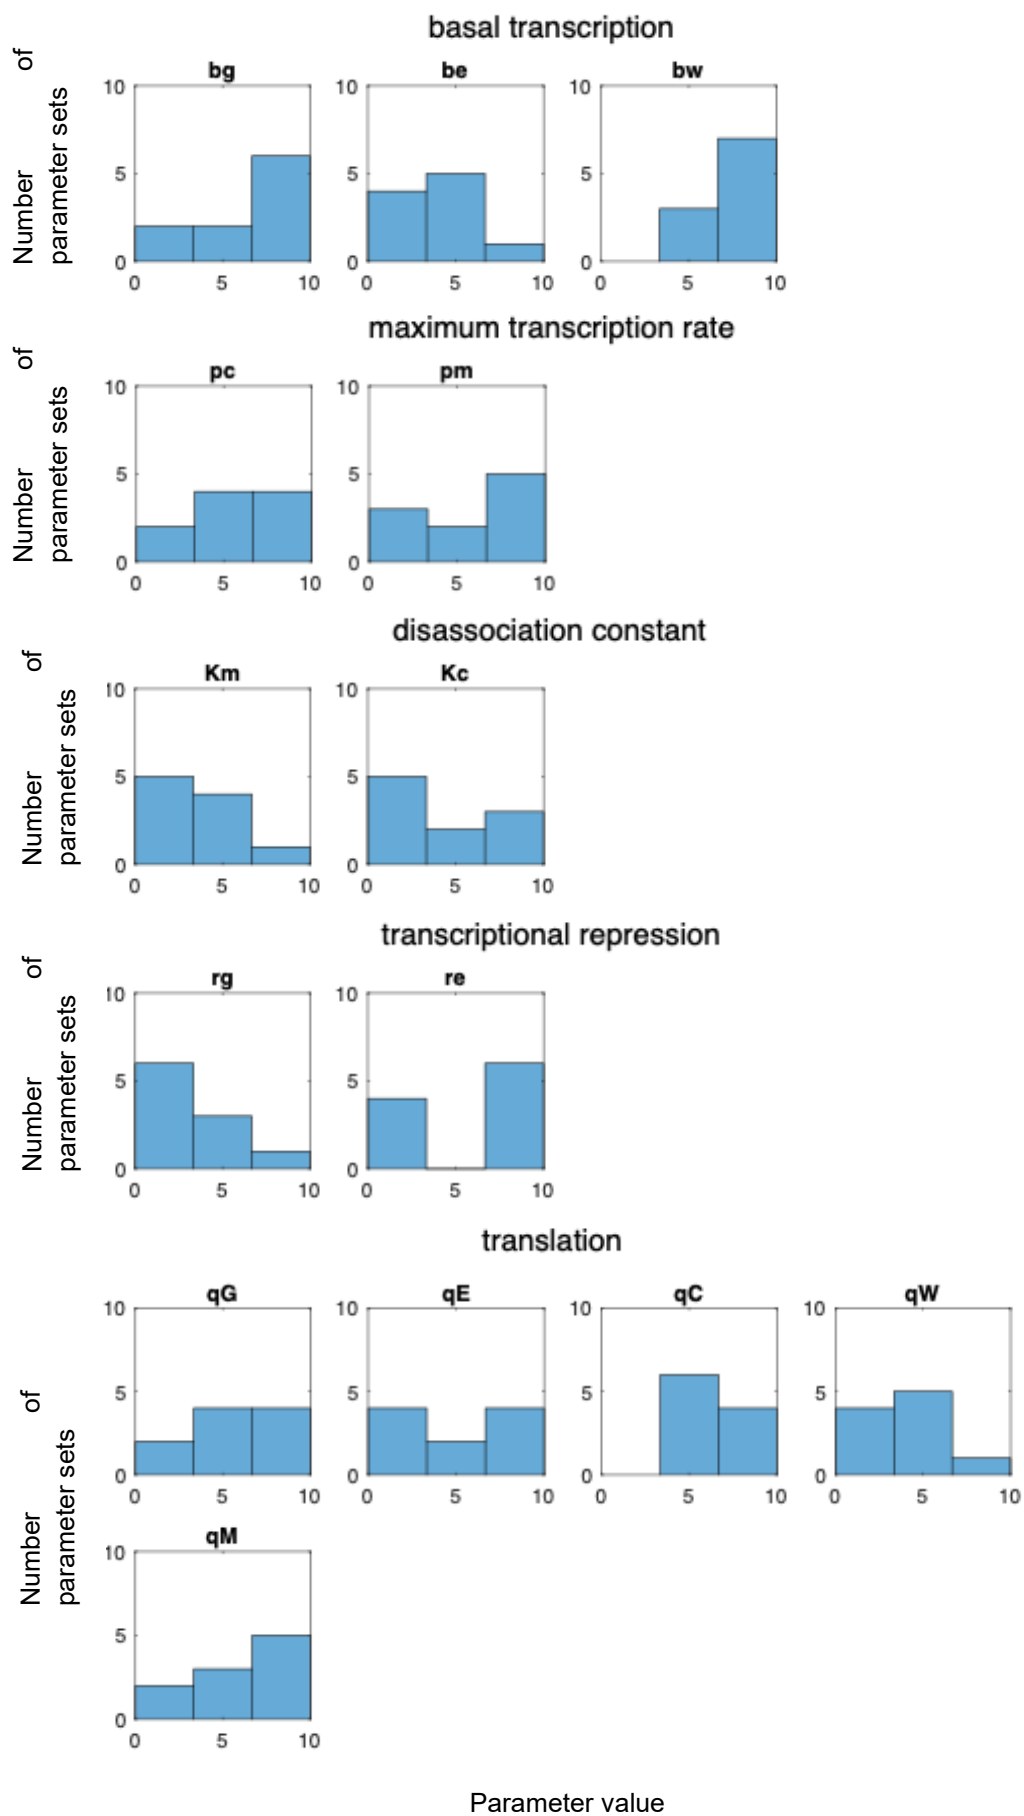 basal transcription
Number of
parameter sets
bg
10
5
0
0 5 10
be
10
5
0
0 5 10
bw
10
5
0
0 5 10
maximum transcription rate
Number of
parameter sets
pc
10
5
0
0 5 10
pm
10
5
0
0 5 10
disassociation constant
Number of
parameter sets
Km
10
5
0
0 5 10
Kc
10
5
0
0 5 10
transcriptional repression
Number of
parameter sets
rg
10
5
0
0 5 10
re
10
5
0
0 5 10
translation
Number of
parameter sets
qG
10
5
0
0 5 10
qE
10
5
0
0 5 10
qC
10
5
0
0 5 10
qW
10
5
0
0 5 10
qM
10
5
0
0 5 10
Parameter value